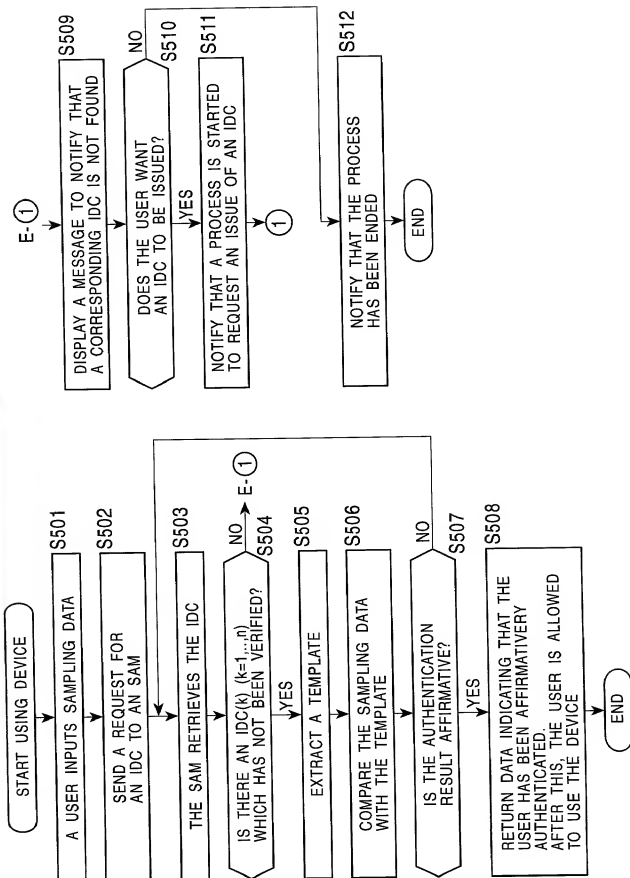 START USING DEVICE
S501
A USER INPUTS SAMPLING DATA
S502
SEND A REQUEST FOR
AN IDC TO AN SAM
S503
THE SAM RETRIEVES THE IDC
NO
E-①
S504
IS THERE AN IDC(k) (k=1,...,n)
WHICH HAS NOT BEEN VERIFIED?
YES
S505
EXTRACT A TEMPLATE
S506
COMPARE THE SAMPLING DATA
WITH THE TEMPLATE
NO
S507
IS THE AUTHENTICATION
RESULT AFFIRMATIVE?
YES
S508
RETURN DATA INDICATING THAT THE
USER HAS BEEN AFFIRMATIVERY
AUTHENTICATED.
AFTER THIS, THE USER IS ALLOWED
TO USE THE DEVICE
END
E-①
S509
DISPLAY A MESSAGE TO NOTIFY THAT
A CORRESPONDING IDC IS NOT FOUND
NO
S510
DOES THE USER WANT
AN IDC TO BE ISSUED?
YES
S511
NOTIFY THAT A PROCESS IS STARTED
TO REQUEST AN ISSUE OF AN IDC
①
S512
NOTIFY THAT THE PROCESS
HAS BEEN ENDED
END